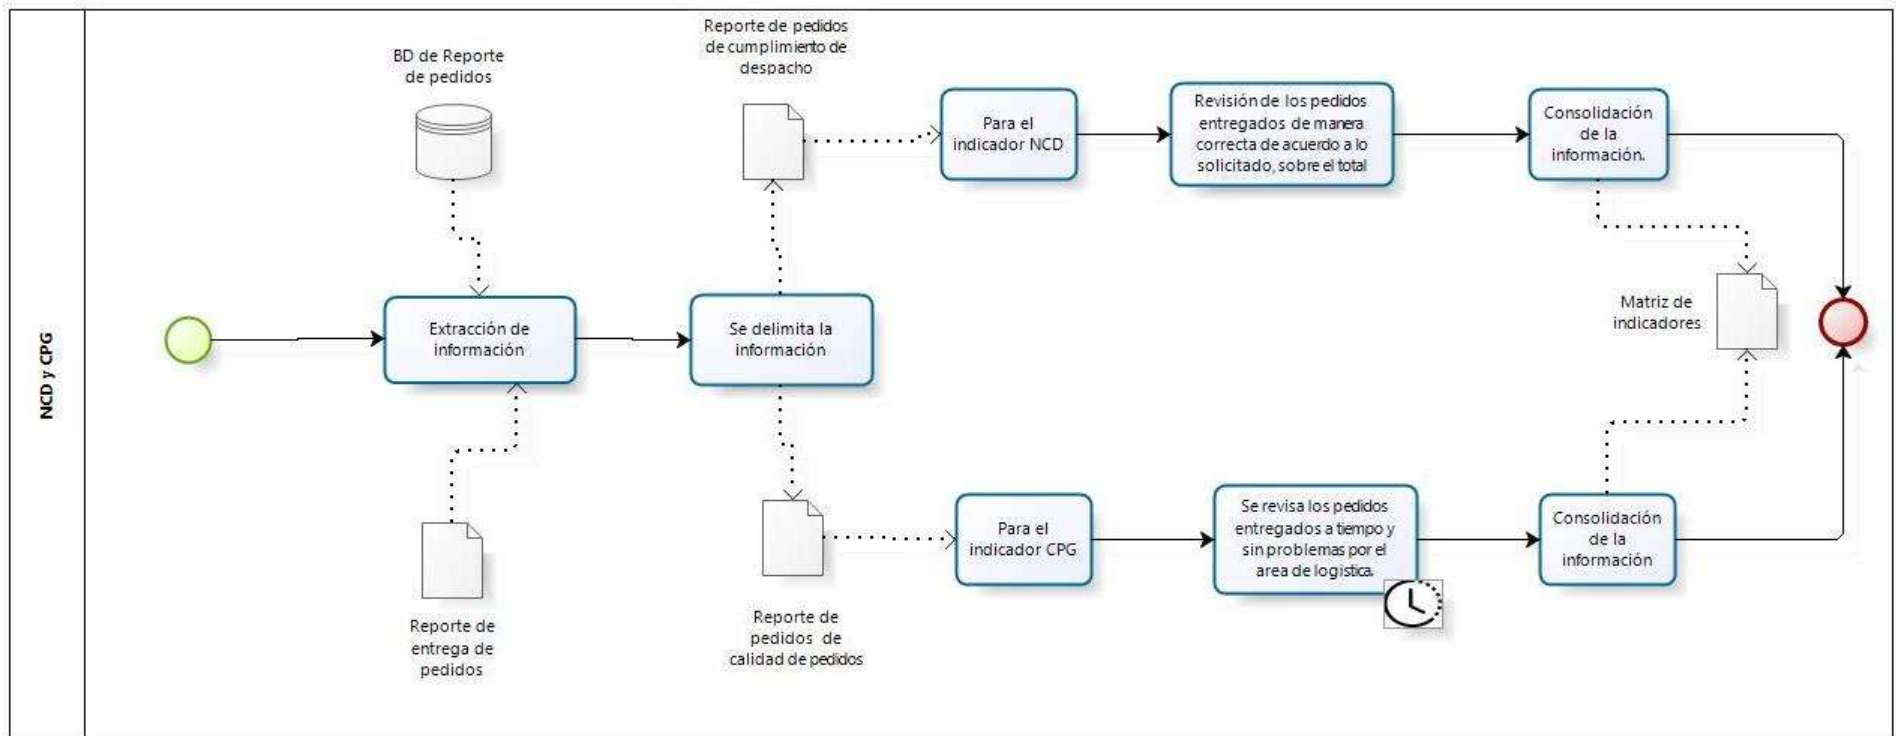 NCD y CPG
BD de Reporte
de pedidos
Reporte de
entrega de
pedidos
Extracción de
información
Se delimita la
información
Reporte de pedidos
de cumplimiento de
despacho
Para el
indicador NCD
Revisión de los pedidos
entregados de manera
correcta de acuerdo a lo
solicitado, sobre el total
Consolidación
de la
información.
Matriz de
indicadores
Reporte de
pedidos de
calidad de pedidos
Para el
indicador CPG
Se revisa los pedidos
entregados a tiempo y
sin problemas por el
area de logistica.
Consolidación
de la
información